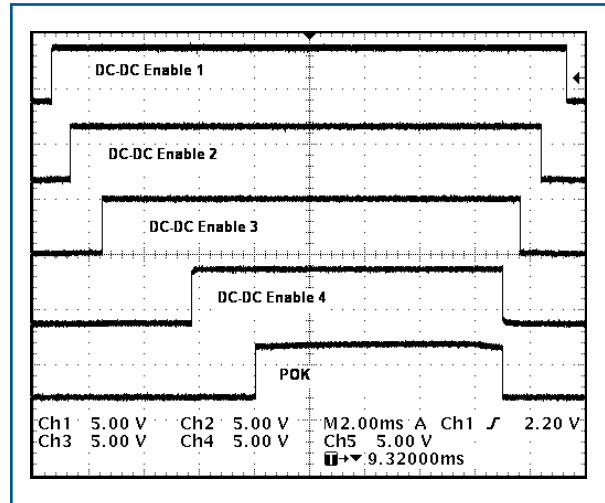 DC-DC Enable 1
DC-DC Enable 2
DC-DC Enable 3
DC-DC Enable 4
POK
Ch1 5.00 V Ch2 5.00 V M2.00ms A Ch1 ƒ 2.20 V
Ch3 5.00 V Ch4 5.00 V Ch5 5.00 V
T→▼ 9.32000ms